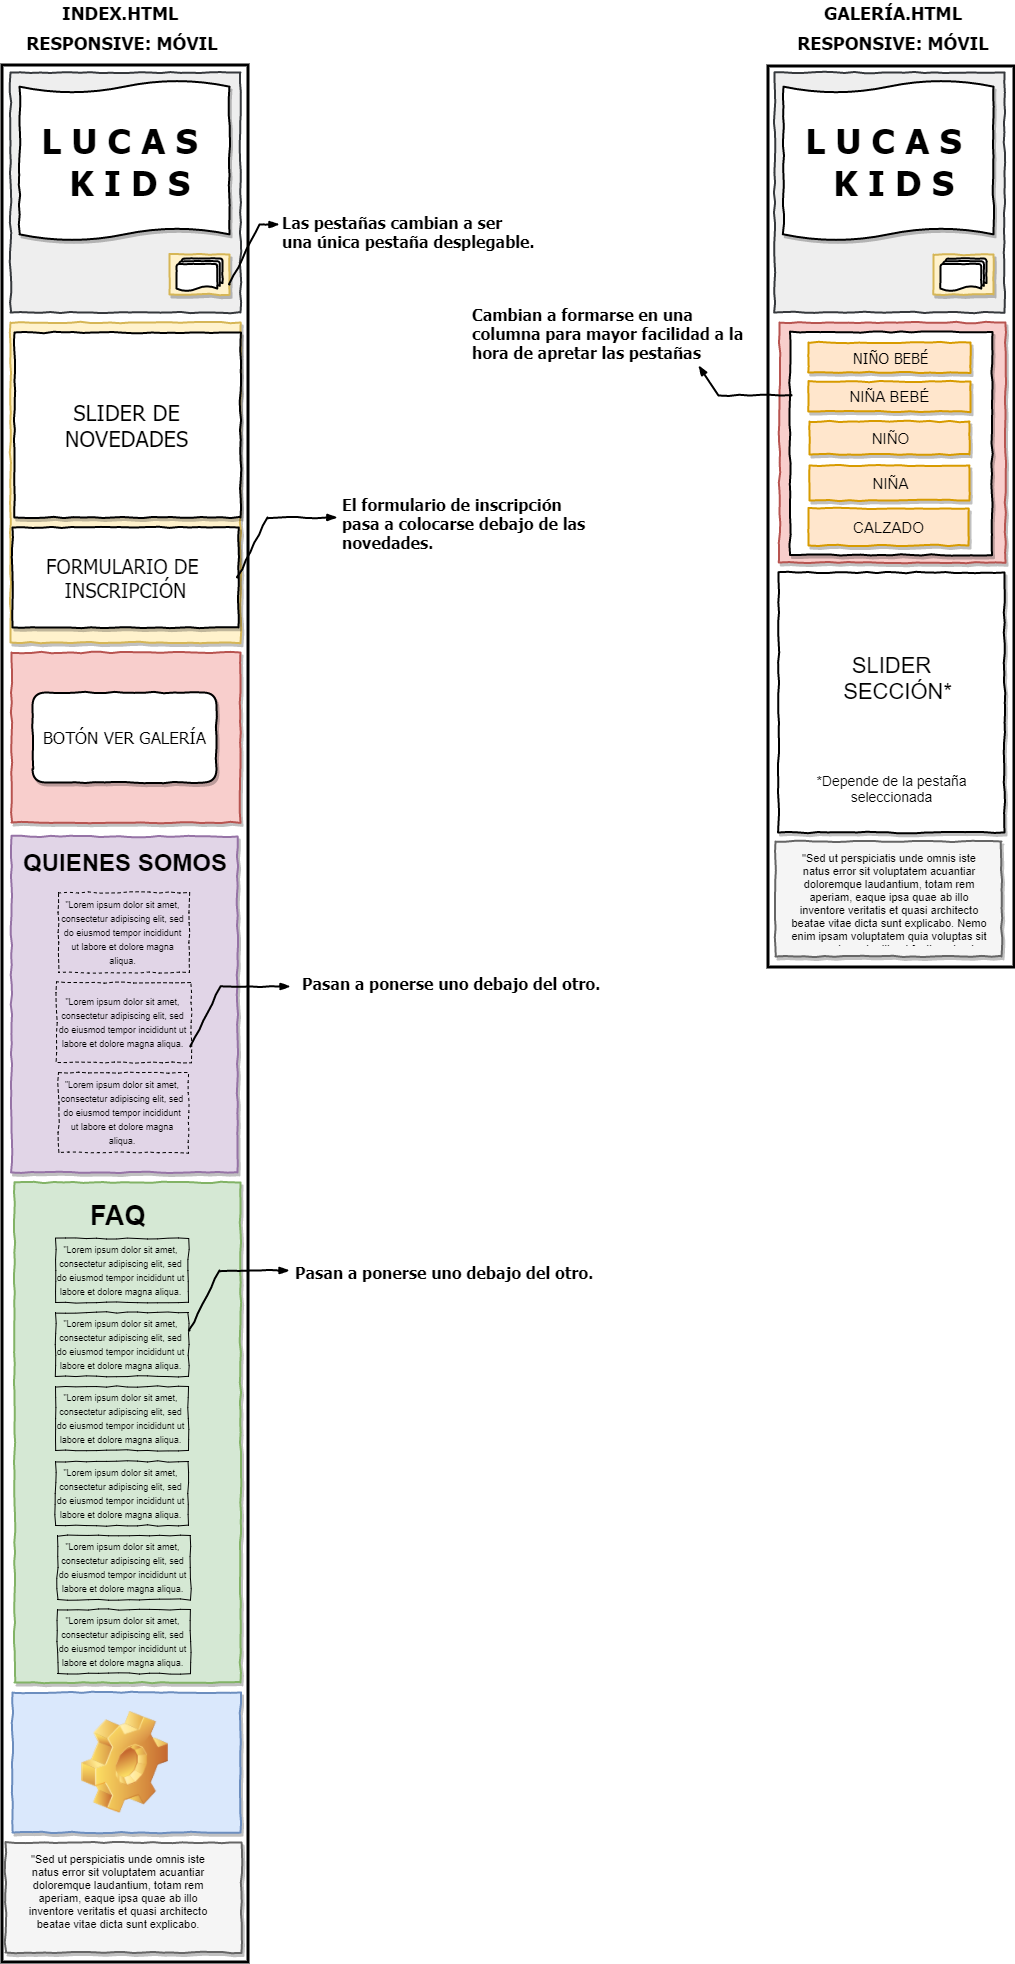 INDEX.HTML
RESPONSIVE: MÓVIL
LUCAS
KIDS
Las pestañas cambian a ser
una única pestaña desplegable.
SLIDER DE
NOVEDADES
FORMULARIO DE
INSCRIPCIÓN
El formulario de inscripción
pasa a colocarse debajo de las
novedades.
BOTÓN VER GALERÍA
QUIENES SOMOS
"Lorem ipsum dolor sit amet,
consectetur adipiscing elit, sed
do eiusmod tempor incididunt
ut labore et dolore magna
aliqua.
"Lorem ipsum dolor sit amet,
consectetur adipiscing elit, sed
do eiusmod tempor incididunt ut
labore et dolore magna aliqua.
Pasan a ponerse uno debajo del otro.
"Lorem ipsum dolor sit amet,
consectetur adipiscing elit, sed
do eiusmod tempor incididunt
ut labore et dolore magna
aliqua.
FAQ
"Lorem ipsum dolor sit amet,
consectetur adipiscing elit, sed
do eiusmod tempor incididunt ut
labore et dolore magna aliqua.
Pasan a ponerse uno debajo del otro.
"Lorem ipsum dolor sit amet,
consectetur adipiscing elit, sed
do eiusmod tempor incididunt ut
labore et dolore magna aliqua.
"Lorem ipsum dolor sit amet,
consectetur adipiscing elit, sed
do eiusmod tempor incididunt ut
labore et dolore magna aliqua.
"Lorem ipsum dolor sit amet,
consectetur adipiscing elit, sed
do eiusmod tempor incididunt ut
labore et dolore magna aliqua.
"Lorem ipsum dolor sit amet,
consectetur adipiscing elit, sed
do eiusmod tempor incididunt ut
labore et dolore magna aliqua.
"Lorem ipsum dolor sit amet,
consectetur adipiscing elit, sed
do eiusmod tempor incididunt ut
labore et dolore magna aliqua.
"Sed ut perspiciatis unde omnis iste
natus error sit voluptatem acuantiar
doloremque laudantium, totam rem
aperiam, eaque ipsa quae ab illo
inventore veritatis et quasi architecto
beatae vitae dicta sunt explicabo.
GALERÍA.HTML
RESPONSIVE: MÓVIL
LUCAS
KIDS
Cambian a formarse en una
columna para mayor facilidad a la
hora de apretar las pestañas
NIÑO BEBÉ
NIÑA BEBÉ
NIÑO
NIÑA
CALZADO
SLIDER
SECCIÓN*
*Depende de la pestaña
seleccionada
"Sed ut perspiciatis unde omnis iste
natus error sit voluptatem acuantiar
doloremque laudantium, totam rem
aperiam, eaque ipsa quae ab illo
inventore veritatis et quasi architecto
beatae vitae dicta sunt explicabo. Nemo
enim ipsam voluptatem quia voluptas sit